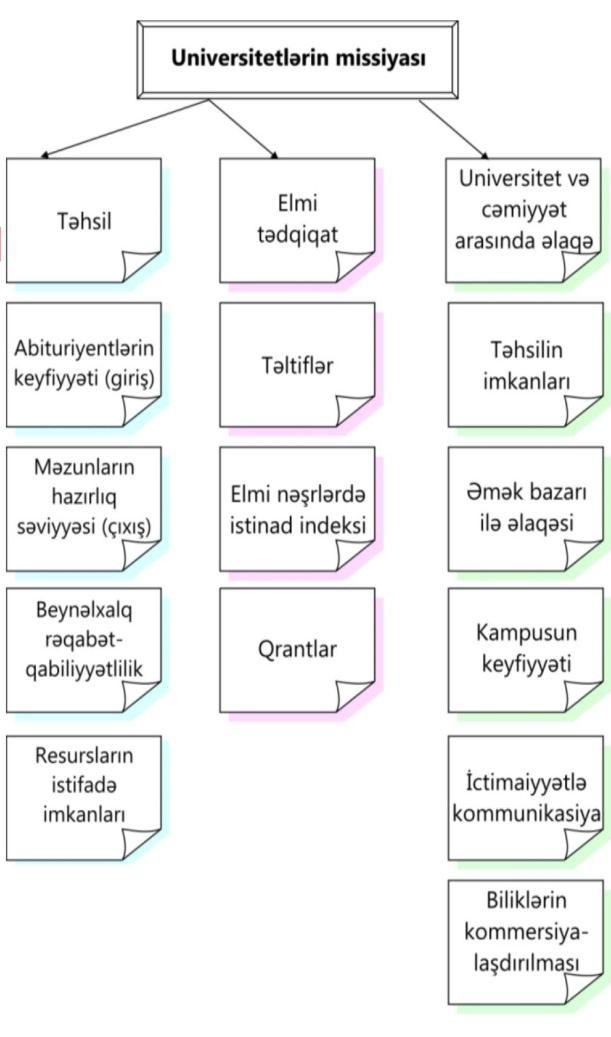 Universitetlərin missiyası
Təhsil
Abituriyentlərin
keyfiyyəti (giriş)
Məzunların
hazırlıq
səviyyəsi (çıxış)
Beynəlxalq
rəqabət-
qabiliyyətlilik
Resursların
istifadə
imkanları
Elmi
tədqiqat
Təltiflər
Elmi nəşrlərdə
istinad indeksi
Qrantlar
Universitet və
cəmiyyət
arasında əlaqə
Təhsilin
imkanları
Əmək bazarı
ilə əlaqəsi
Kampusun
keyfiyyəti
İctimaiyyətlə
kommunikasiya
Biliklərin
kommersiya-
laşdırılması